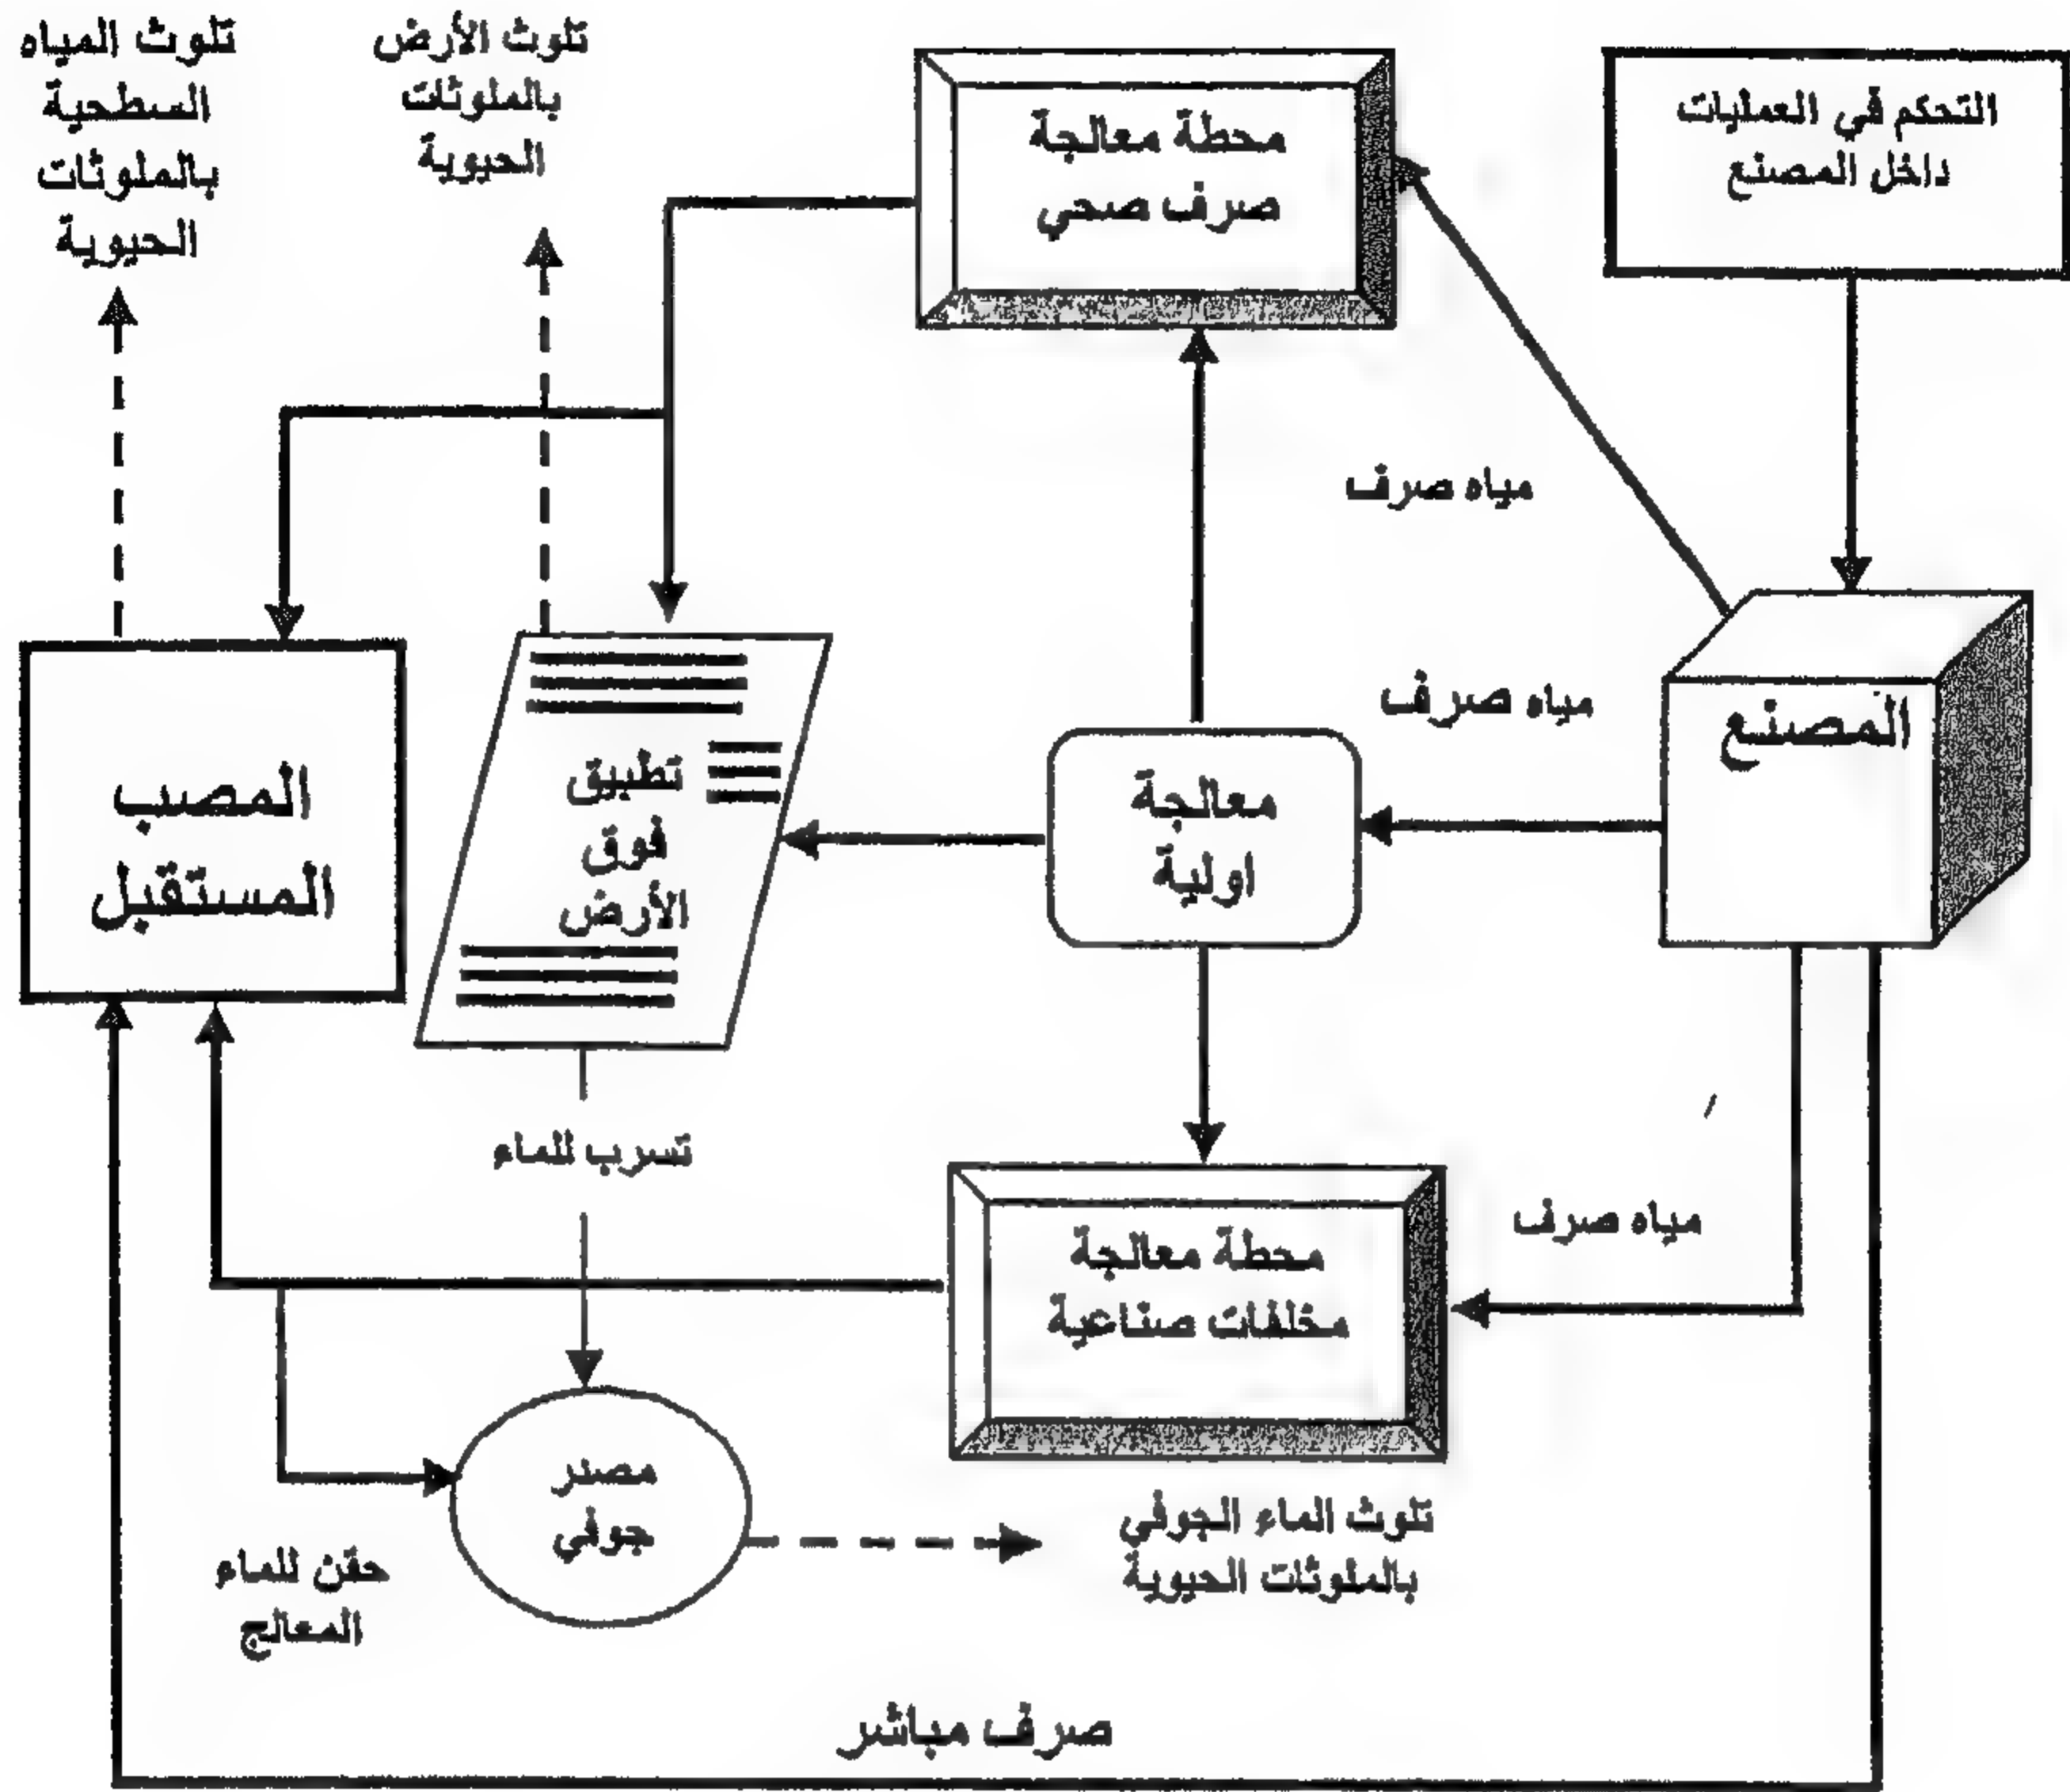 التحكم في العمليات
داخل المصنع
محطة معالجة
صرف صحي
تلوث الأرض
بالملوثات
الحيوية
تلوث المياه
السطحية
بالملوثات
الحيوية
مياه صرف
مياه صرف
المصنع
معالجة
اولية
تطبيق
فوق
الأرض
المصب
المستقبل
تسرب للماء
مياه صرف
محطة معالجة
مخلفات صناعية
مصدر
جوفي
تلوث الماء الجوفي
بالملوثات الحيوية
حقن للماء
المعالج
صرف مباشر